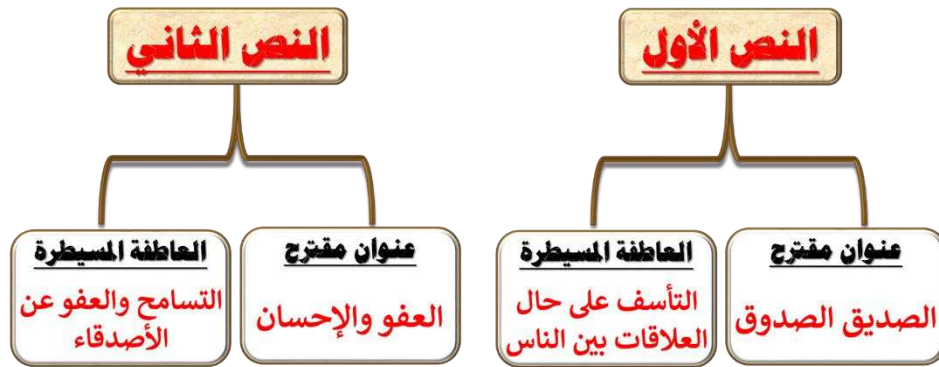 النص الأول
عنوان مقترح
الصديق الصدوق
العاطفة المسيطرة
التأسف على حال
العلاقات بين الناس
النص الثاني
عنوان مقترح
العفو والإحسان
العاطفة المسيطرة
التسامح والعفو عن
الأصدقاء